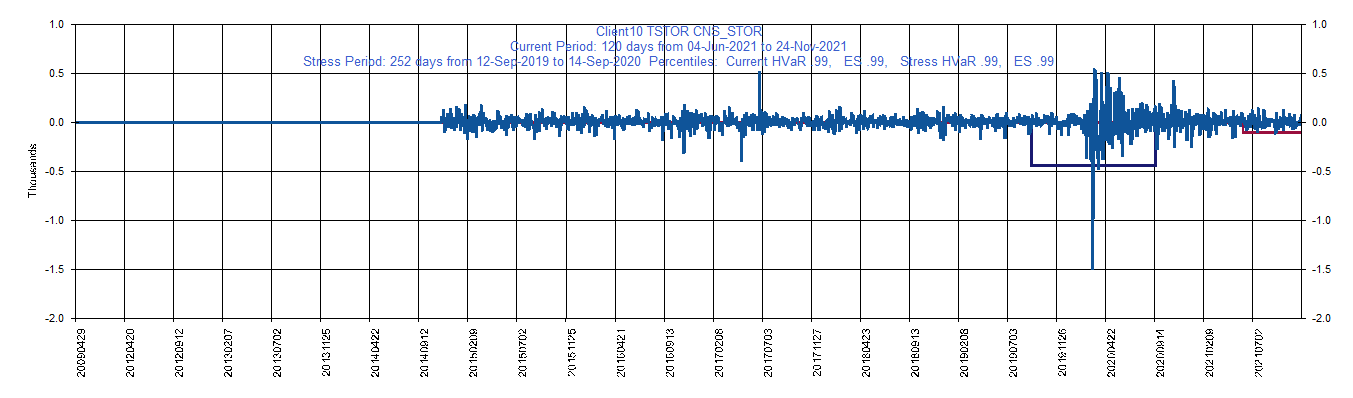 Client10 TSTOR CNS_STOR
Current Period: 120 days from 04-Jun-2021 to 24-Nov-2021
Stress Period: 252 days from 12-Sep-2019 to 14-Sep-2020  Percentiles:  Current HVaR .99,   ES .99,   Stress HVaR .99,   ES .99
1.0 1.0
0.5 0.5
0.0 0.0
-0.5 -0.5
-1.0 -1.0
-1.5 -1.5
-2.0 -2.0
Thousands
20090429 20120420 20120912 20130207 20130702 20131125 20140422 20140912 20150209 20150702 20151125 20160421 20160913 20170208 20170703 20171127 20180423 20180913 20190208 20190703 20191126 20200422 20200914 20210209 20210702